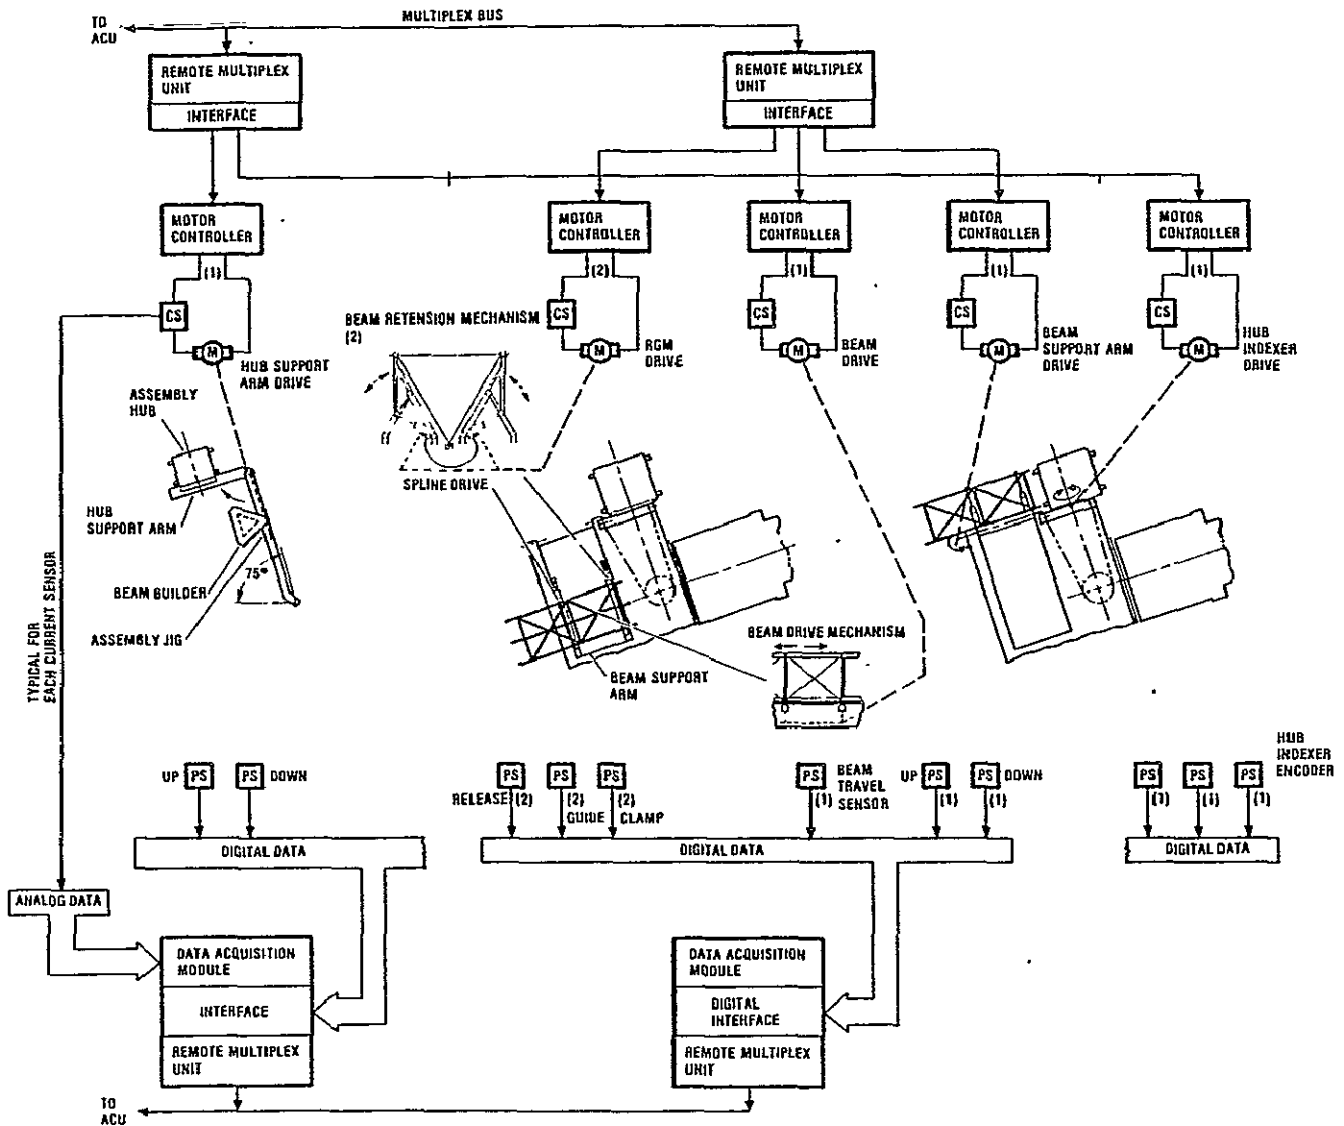 TO
ACU
MULTIPLEX BUS
REMOTE MULTIPLEX
UNIT
INTERFACE
REMOTE MULTIPLEX
UNIT
INTERFACE
MOTOR
CONTROLLER
MOTOR
CONTROLLER
MOTOR
CONTROLLER
MOTOR
CONTROLLER
MOTOR
CONTROLLER
(1)
(2)
(1)
(1)
(1)
CS
CS
CS
CS
CS
M
M
M
M
M
HUB SUPPORT
ARM DRIVE
BEAM RETENSION MECHANISM
(2)
RGM
DRIVE
BEAM
DRIVE
BEAM
SUPPORT ARM
DRIVE
HUB
INDEXER
DRIVE
ASSEMBLY
HUB
HUB
SUPPORT ARM
BEAM BUILDER
75°
ASSEMBLY JIG
SPLINE DRIVE
BEAM SUPPORT
ARM
BEAM DRIVE MECHANISM
TYPICAL FOR
EACH CURRENT SENSOR
UP PS
PS DOWN
PS
RELEASE (2)
PS
(2)
GUIDE
PS
(2)
CLAMP
PS
(1)
BEAM
TRAVEL
SENSOR
UP PS
(1)
PS DOWN
(1)
PS
(1)
PS
(1)
PS
(1)
HUB
INDEXER
ENCODER
DIGITAL DATA
DIGITAL DATA
DIGITAL DATA
ANALOG DATA
DATA ACQUISITION
MODULE
INTERFACE
REMOTE MULTIPLEX
UNIT
DATA ACQUISITION
MODULE
DIGITAL
INTERFACE
REMOTE MULTIPLEX
UNIT
TO
ACU